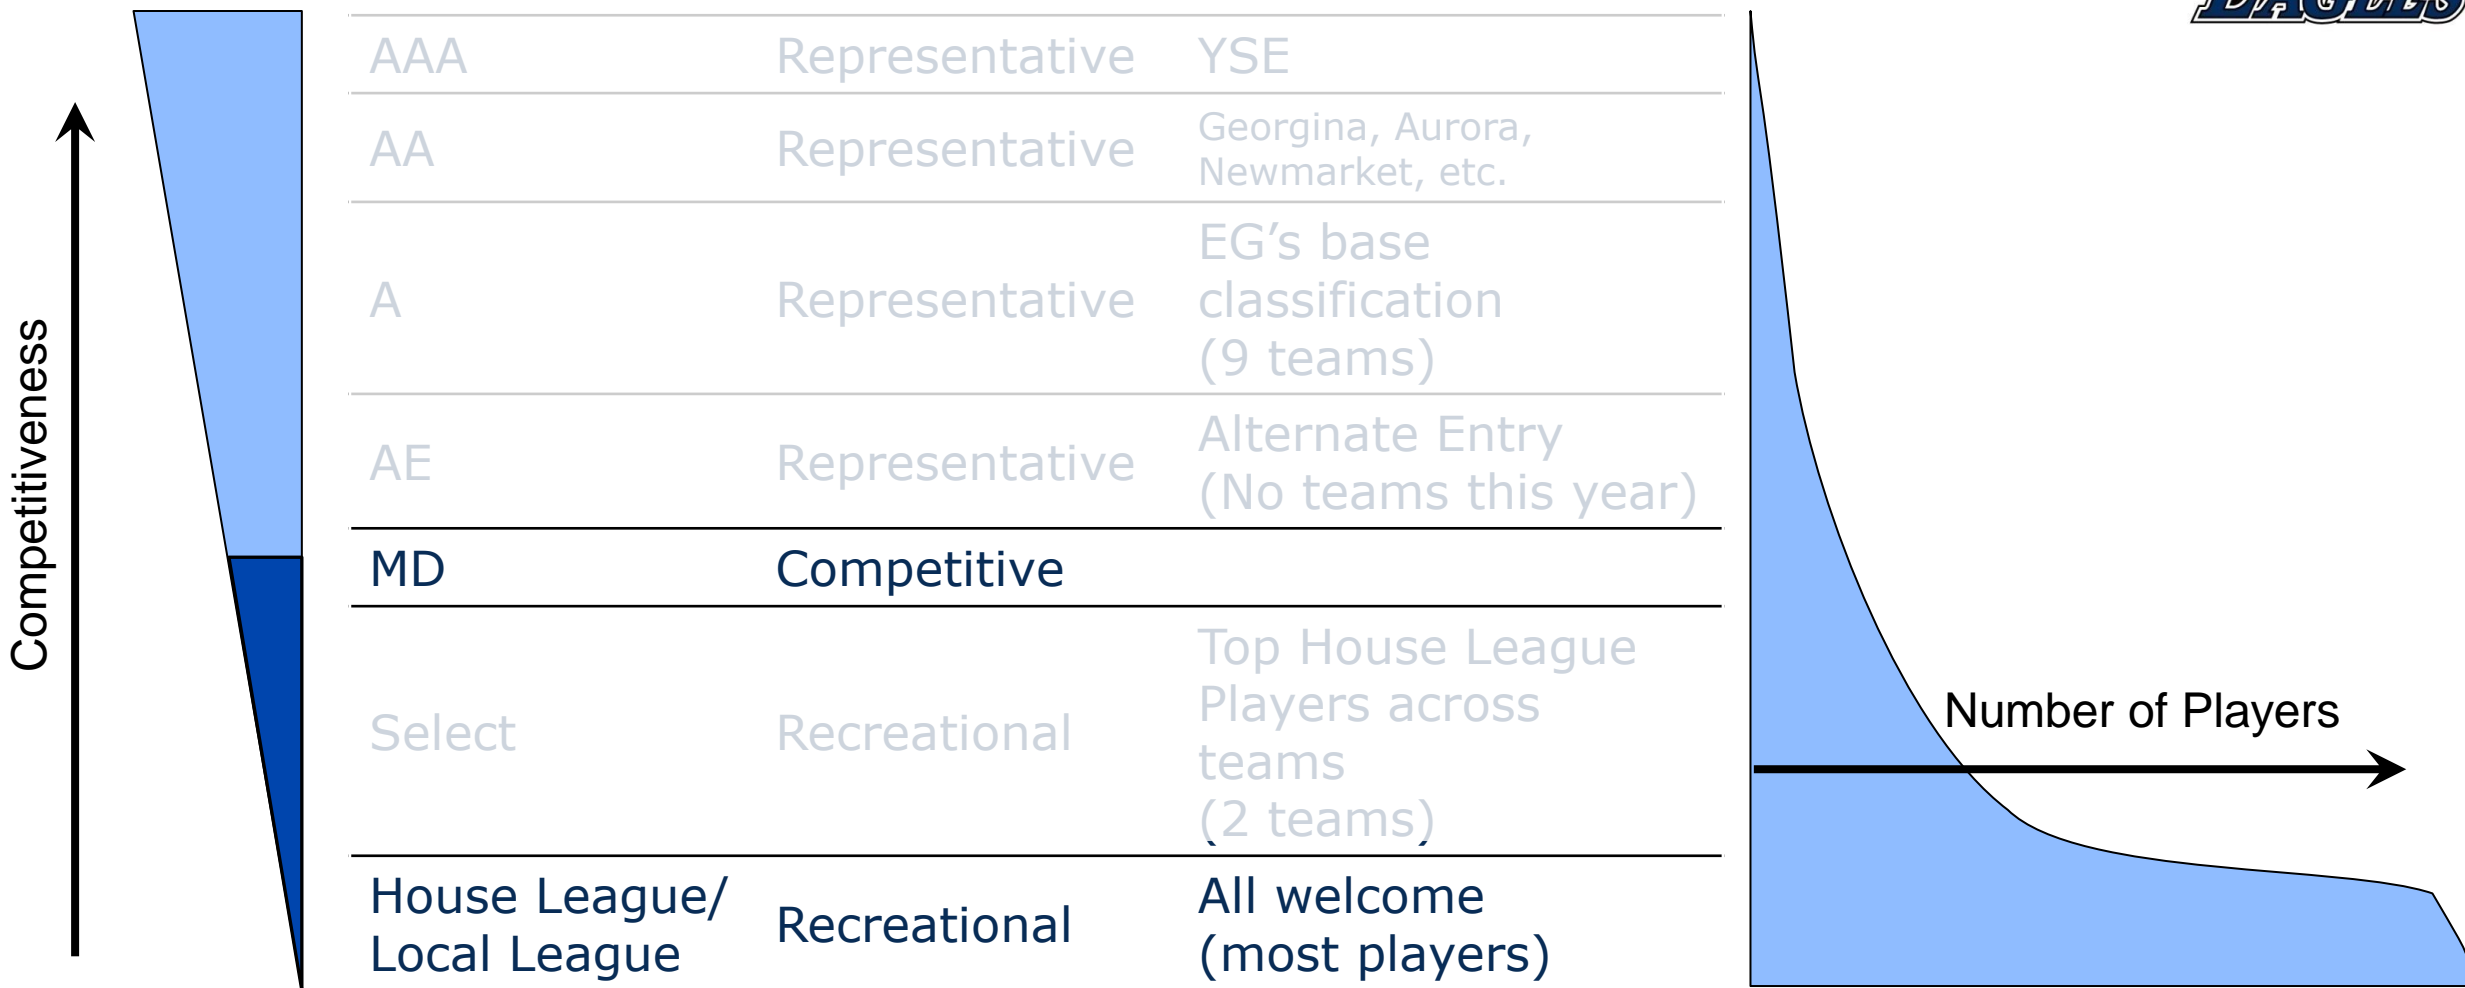 EAGLES
AAA Representative YSE
AA Representative Georgina, Aurora,
Newmarket, etc.
A Representative EG’s base
classification
(9 teams)
AE Representative Alternate Entry
(No teams this year)
MD Competitive
Select Recreational Top House League
Players across
teams
(2 teams)
House League/
Local League
Recreational
All welcome
(most players)
Competitiveness
Number of Players